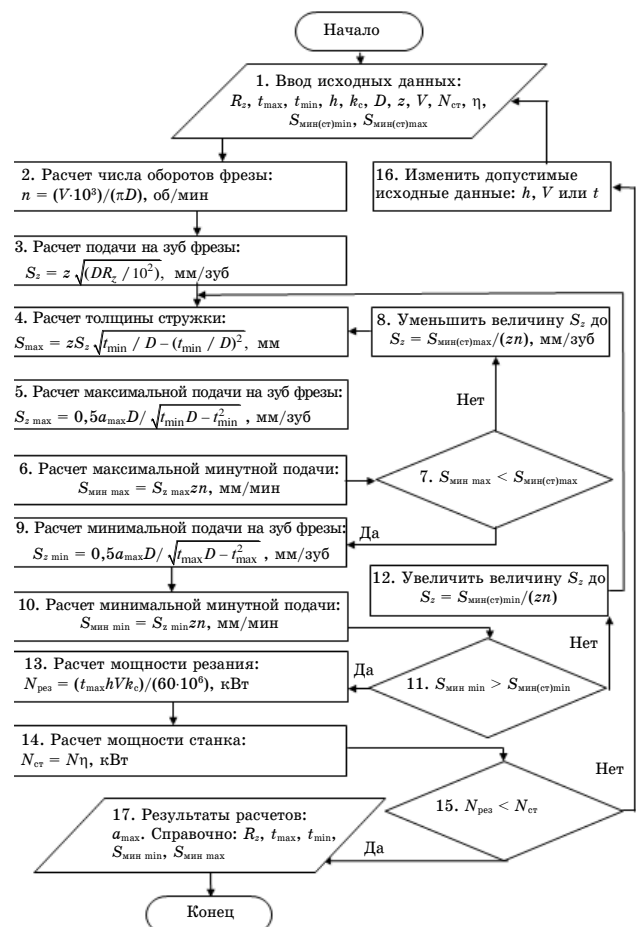 Начало
1. Ввод исходных данных:
R_z, t_max, t_min, h, k_c, D, z, V, N_ст, η,
S_мин(ст)min, S_мин(ст)max
2. Расчет числа оборотов фрезы:
n = (V·10³)/(πD), об/мин
16. Изменить допустимые
исходные данные: h, V или t
3. Расчет подачи на зуб фрезы:
S_z = z √(DR_z / 10²), мм/зуб
4. Расчет толщины стружки:
S_max = zS_z √(t_min / D – (t_min / D)²), мм
8. Уменьшить величину S_z до
S_z = S_мин(ст)max/(zn), мм/зуб
5. Расчет максимальной подачи на зуб фрезы:
S_z max = 0,5a_max D/ √(t_min D – t²_min) , мм/зуб
Нет
6. Расчет максимальной минутной подачи:
S_мин max = S_z max zn, мм/мин
7. S_мин max < S_мин(ст)max
Да
9. Расчет минимальной подачи на зуб фрезы:
S_z min = 0,5a_max D/ √(t_max D – t²_max) , мм/зуб
12. Увеличить величину S_z до
S_z = S_мин(ст)min/(zn)
10. Расчет минимальной минутной подачи:
S_мин min = S_z min zn, мм/мин
Нет
13. Расчет мощности резания:
N_рез = (t_max hVk_c)/(60·10⁶), кВт
Да
11. S_мин min > S_мин(ст)min
14. Расчет мощности станка:
N_ст = Nη, кВт
Нет
15. N_рез < N_ст
17. Результаты расчетов:
a_max. Справочно: R_z, t_max, t_min,
S_мин min, S_мин max
Да
Конец